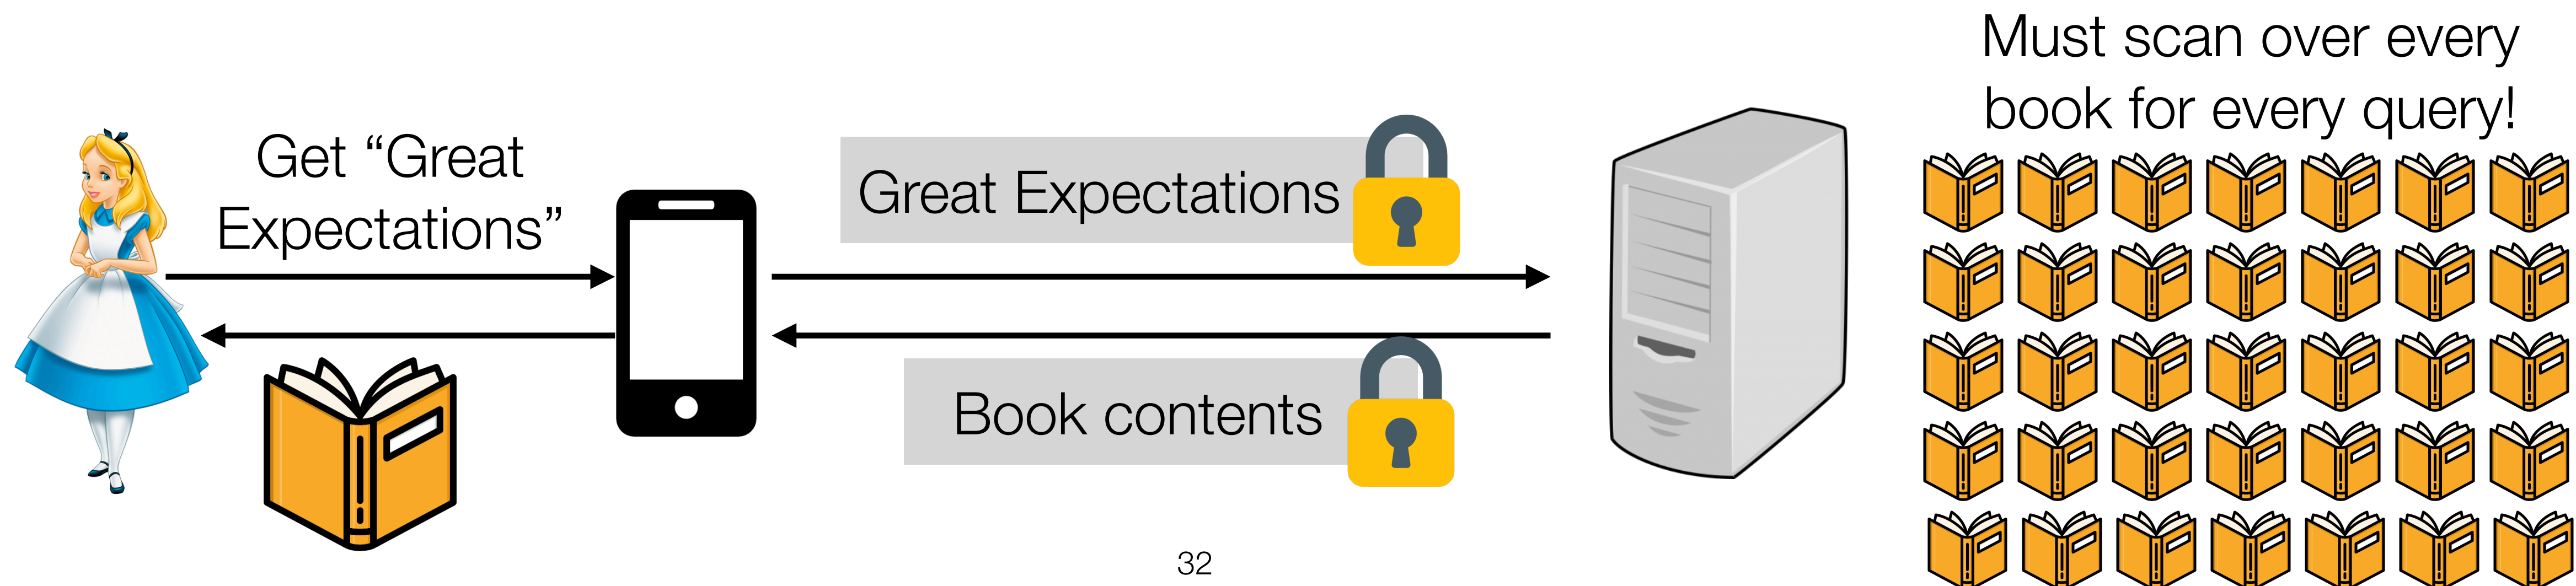 Get “Great
Expectations”
Great Expectations
Book contents
Must scan over every
book for every query!
32